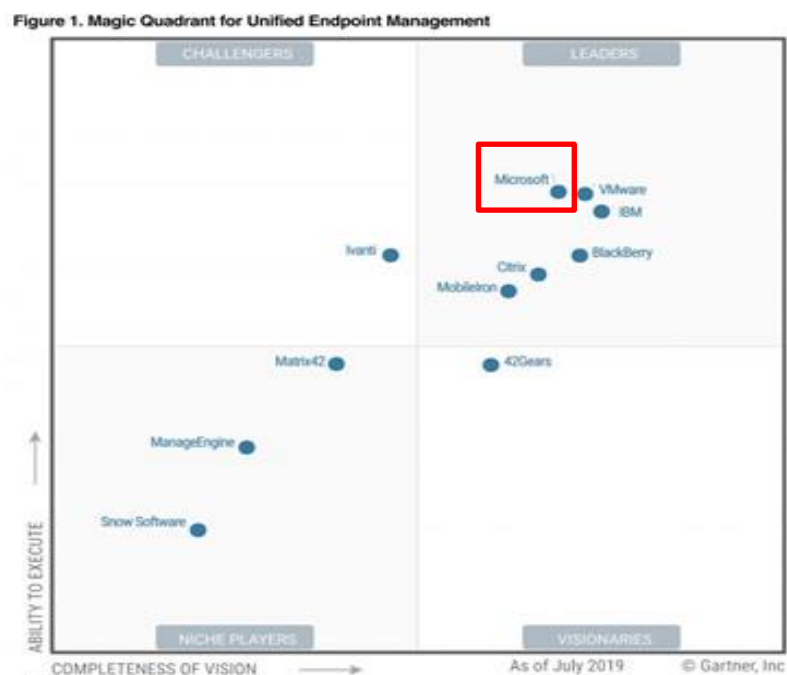 Figure 1. Magic Quadrant for Unified Endpoint Management
CHALLENGERS
LEADERS
Microsoft
VMware
IBM
Ivanti
BlackBerry
Citrix
MobileIron
Matrix42
42Gears
ManageEngine
Snow Software
ABILITY TO EXECUTE
NICHE PLAYERS
VISIONARIES
COMPLETENESS OF VISION
As of July 2019
© Gartner, Inc